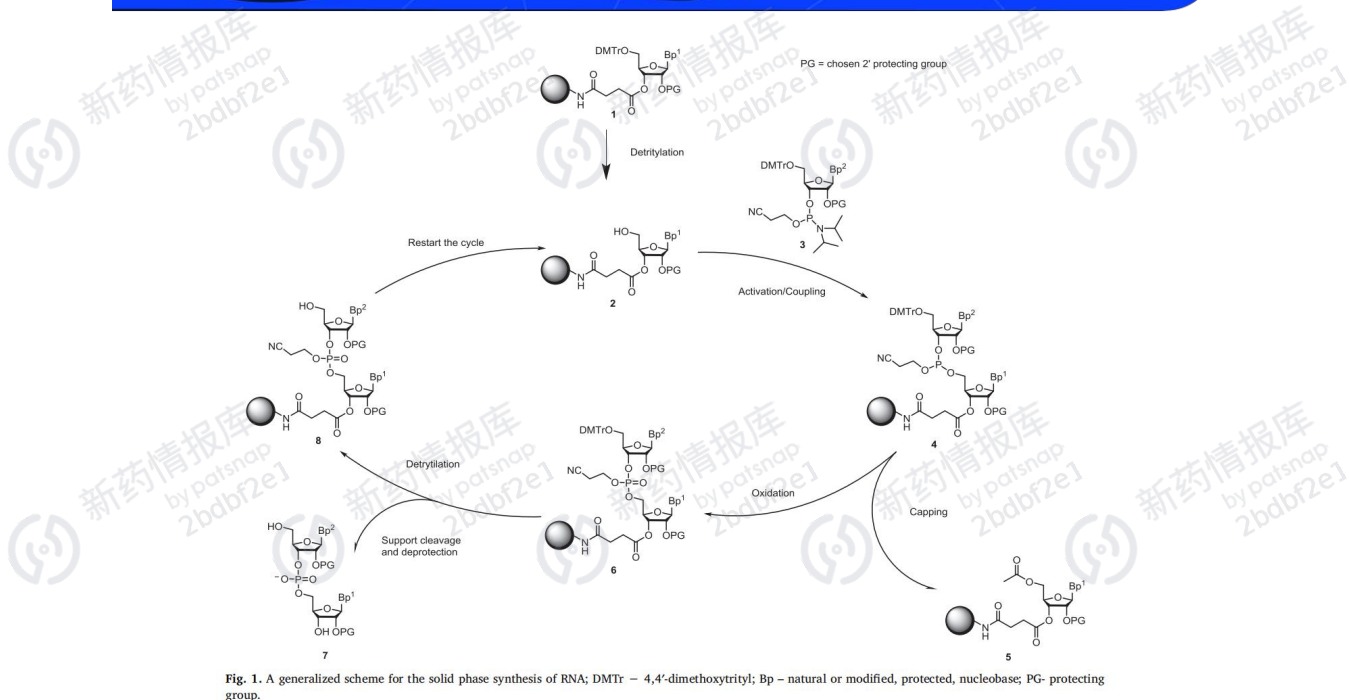 DMTrO
Bp1
O
O
N
H
O
O
OPG
1
PG = chosen 2' protecting group
Detritylation
DMTrO
Bp2
O
O
OPG
NC
O
P
N
3
Restart the cycle
HO
Bp1
O
O
N
H
O
O
OPG
2
Activation/Coupling
HO
Bp2
O
O
OPG
NC
O-P=O
O
Bp1
O
O
N
H
O
O
OPG
8
DMTrO
Bp2
O
O
OPG
NC
O
P
O
Bp1
O
O
N
H
O
O
OPG
4
DMTrO
Bp2
O
O
OPG
NC
O-P=O
O
Bp1
O
O
N
H
O
O
OPG
6
Detrytilation
Oxidation
Capping
Support cleavage
and deprotection
HO
Bp2
O
O
OPG
-O-P=O
O
Bp1
O
OH OPG
7
O
O
Bp1
O
O
N
H
O
O
OPG
5
Fig. 1. A generalized scheme for the solid phase synthesis of RNA; DMTr – 4,4′-dimethoxytrityl; Bp – natural or modified, protected, nucleobase; PG- protecting
group.
新药情报库
by patsnap
2bdbf2e1